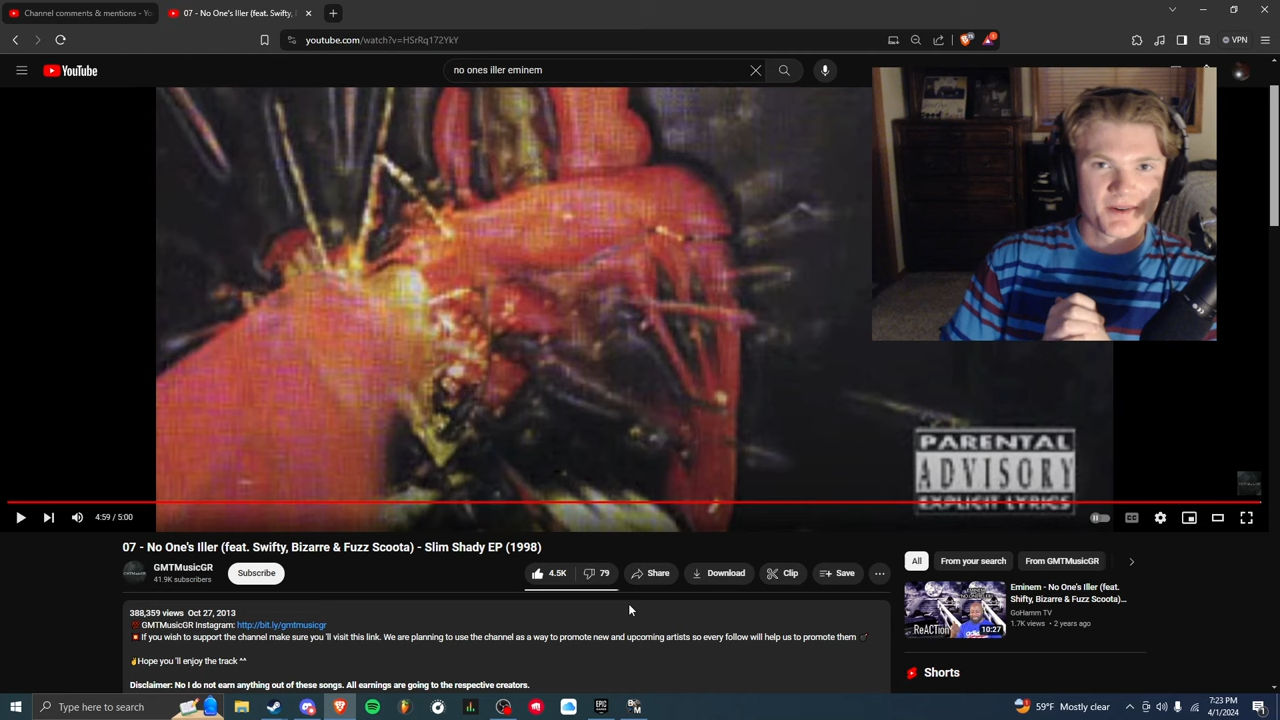 Channel comments & mentions - Yo
07 - No One's Iller (feat. Swifty, I
youtube.com/watch?v=HSrRq172YkY
VPN
YouTube
no ones iller eminem
PARENTAL
ADVISORY
EXPLICIT LYRICS
4:59 / 5:00
07 - No One's Iller (feat. Swifty, Bizarre & Fuzz Scoota) - Slim Shady EP (1998)
GMTMusicGR
41.9K subscribers
Subscribe
4.5K
79
Share
Download
Clip
Save
388,359 views Oct 27, 2013
GMTMusicGR Instagram: http://bit.ly/gmtmusicgr
If you wish to support the channel make sure you 'll visit this link. We are planning to use the channel as a way to promote new and upcoming artists so every follow will help us to promote them
Hope you 'll enjoy the track ^^
Disclaimer: No I do not earn anything out of these songs. All earnings are going to the respective creators.
All
From your search
From GMTMusicGR
Eminem - No One's Iller (feat.
Shifty, Bizarre & Fuzz Scoota)...
GoHamm TV
1.7K views • 2 years ago
REACTION
10:27
Shorts
Type here to search
59°F Mostly clear
7:23 PM
4/1/2024